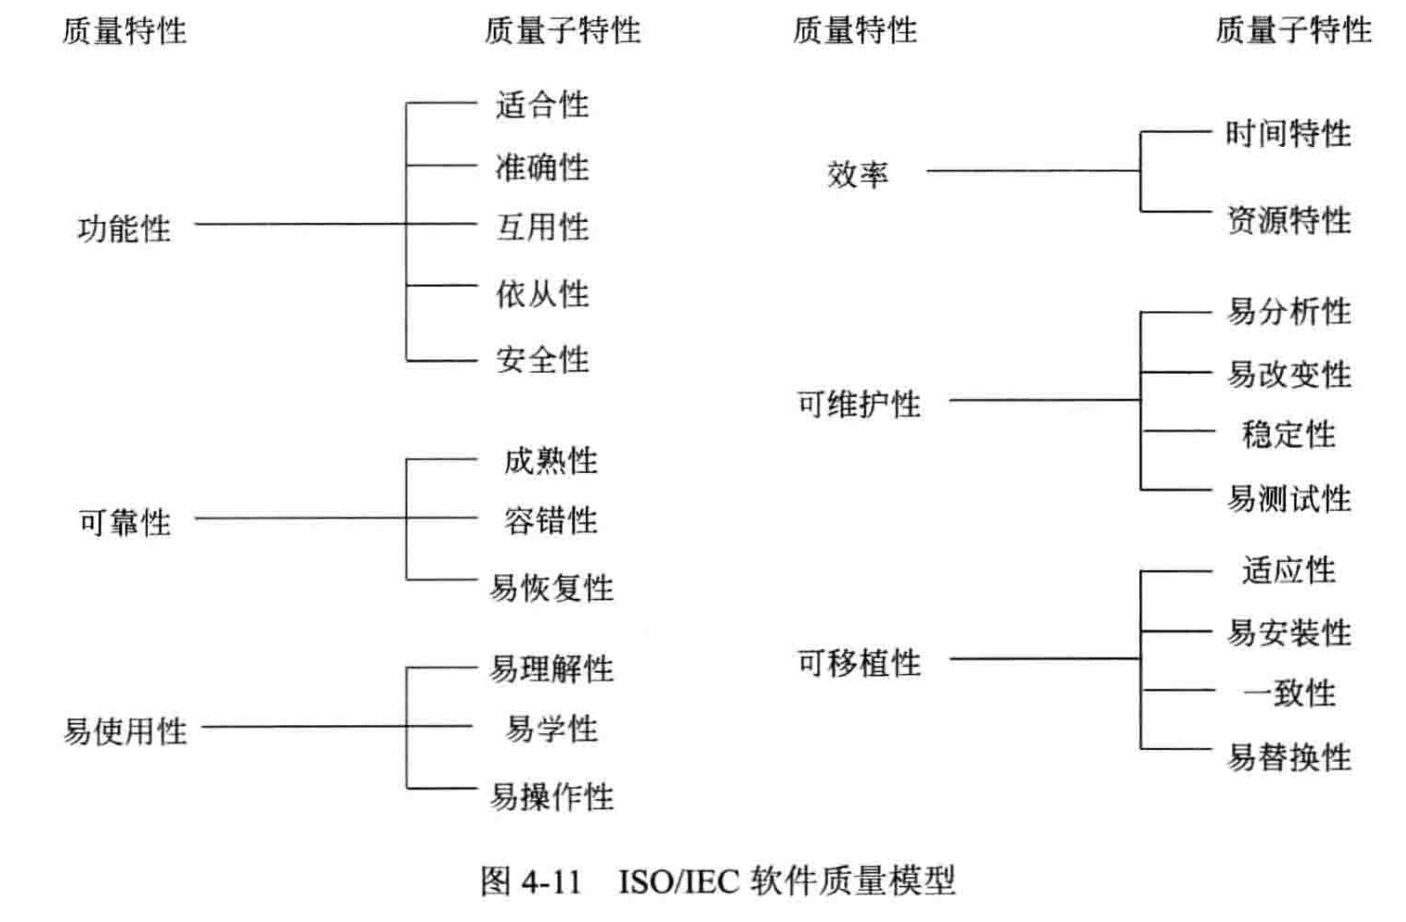 质量特性 质量子特性 质量特性 质量子特性
功能性
适合性
准确性
互用性
依从性
安全性
可靠性
成熟性
容错性
易恢复性
易使用性
易理解性
易学性
易操作性
效率
时间特性
资源特性
可维护性
易分析性
易改变性
稳定性
易测试性
可移植性
适应性
易安装性
一致性
易替换性
图 4-11 ISO/IEC 软件质量模型